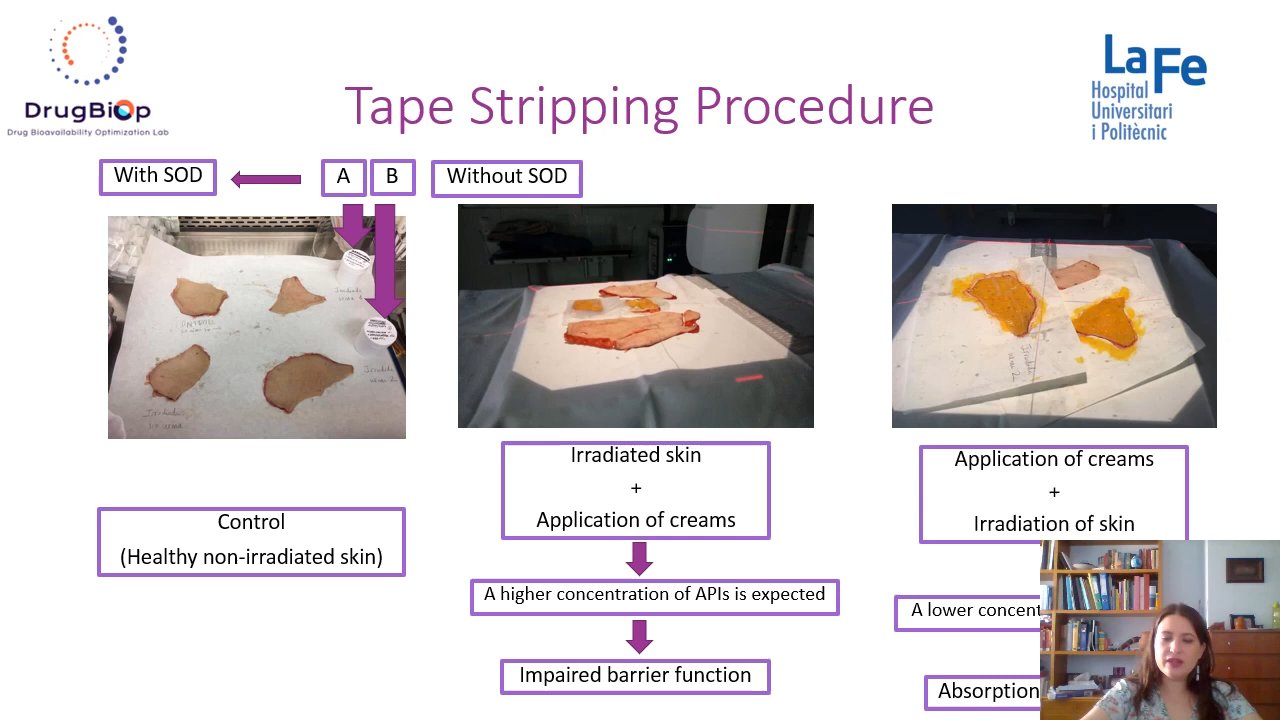 DrugBiOp
Drug Bioavailability Optimization Lab
La Fe
Hospital
Universitari
i Politècnic
Tape Stripping Procedure
With SOD
A
B
Without SOD
Control
(Healthy non-irradiated skin)
Irradiated skin
+
Application of creams
A higher concentration of APIs is expected
Impaired barrier function
Application of creams
+
Irradiation of skin
A lower
Absorption